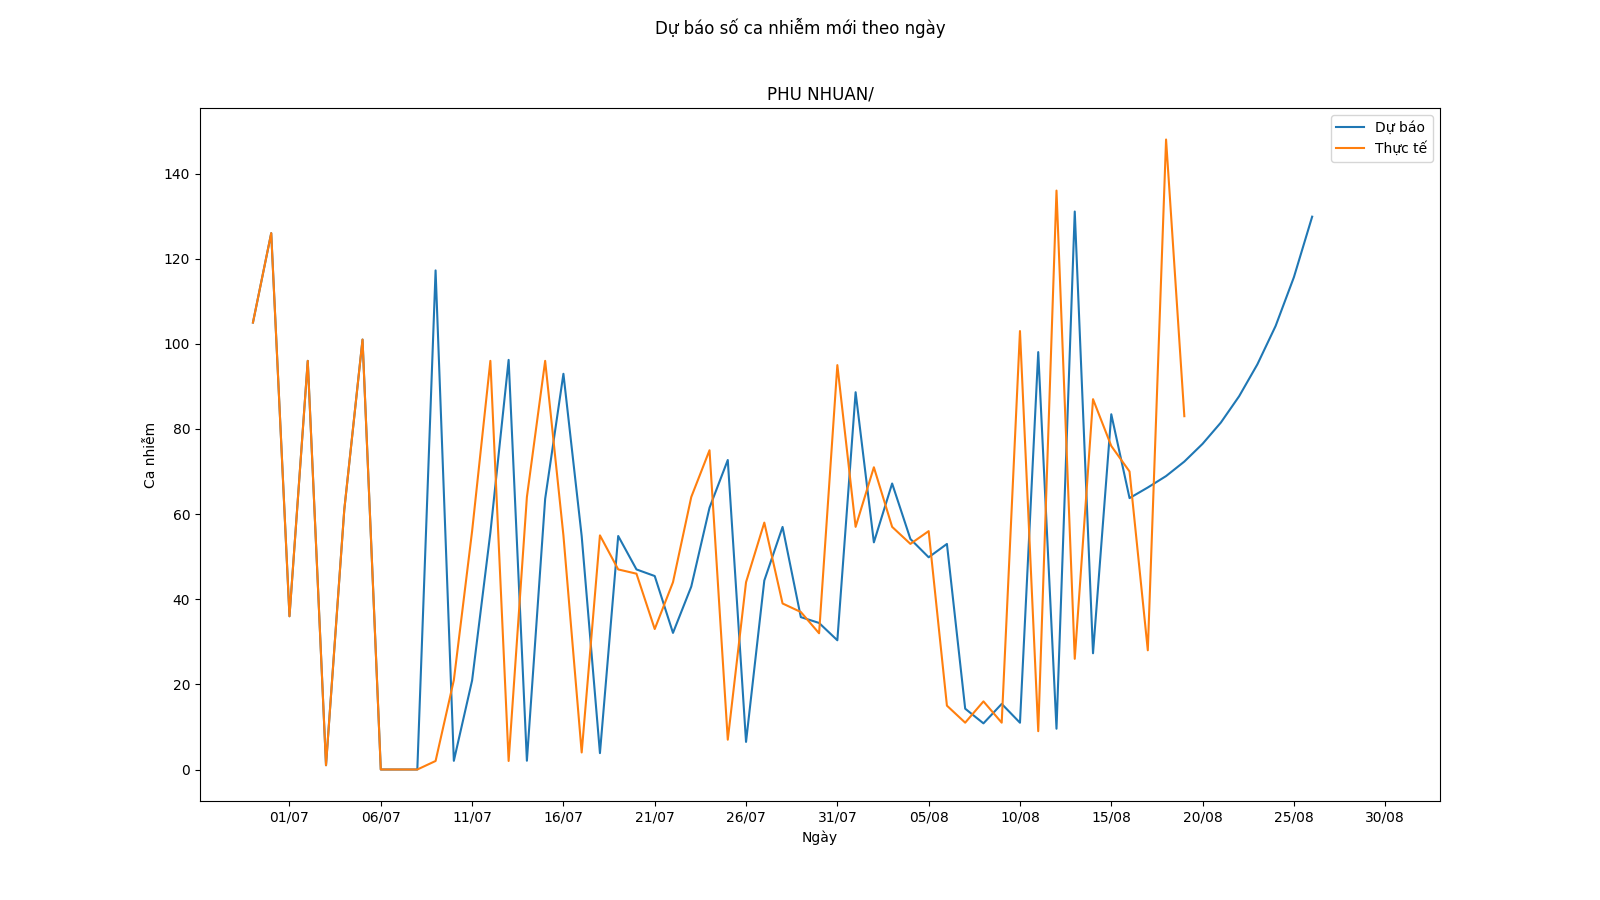 Dự báo số ca nhiễm mới theo ngày
PHU NHUAN/
Dự báo
Thực tế
140
120
100
80
60
40
20
0
Ca nhiễm
01/07 06/07 11/07 16/07 21/07 26/07 31/07 05/08 10/08 15/08 20/08 25/08 30/08
Ngày